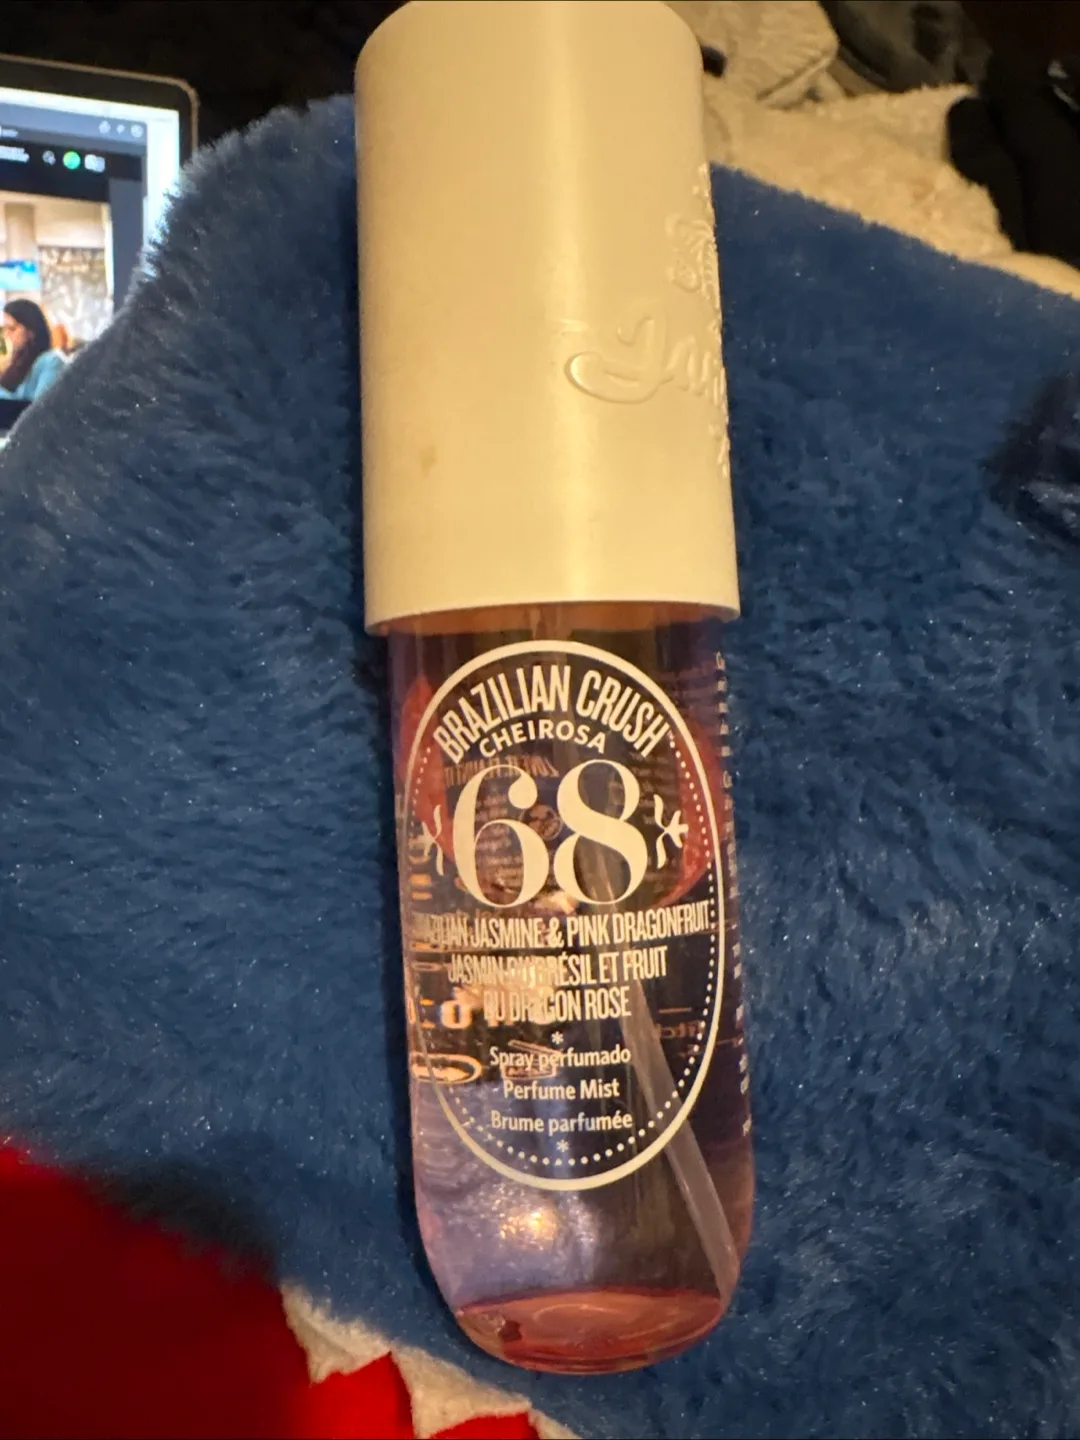 BRAZILIAN CRUSH
CHEIROSA
68
BRAZILIAN JASMINE & PINK DRAGONFRUIT
JASMIN DU BRÉSIL ET FRUIT
DU DRAGON ROSE
*
Spray perfumado
Perfume Mist
Brume parfumée
*